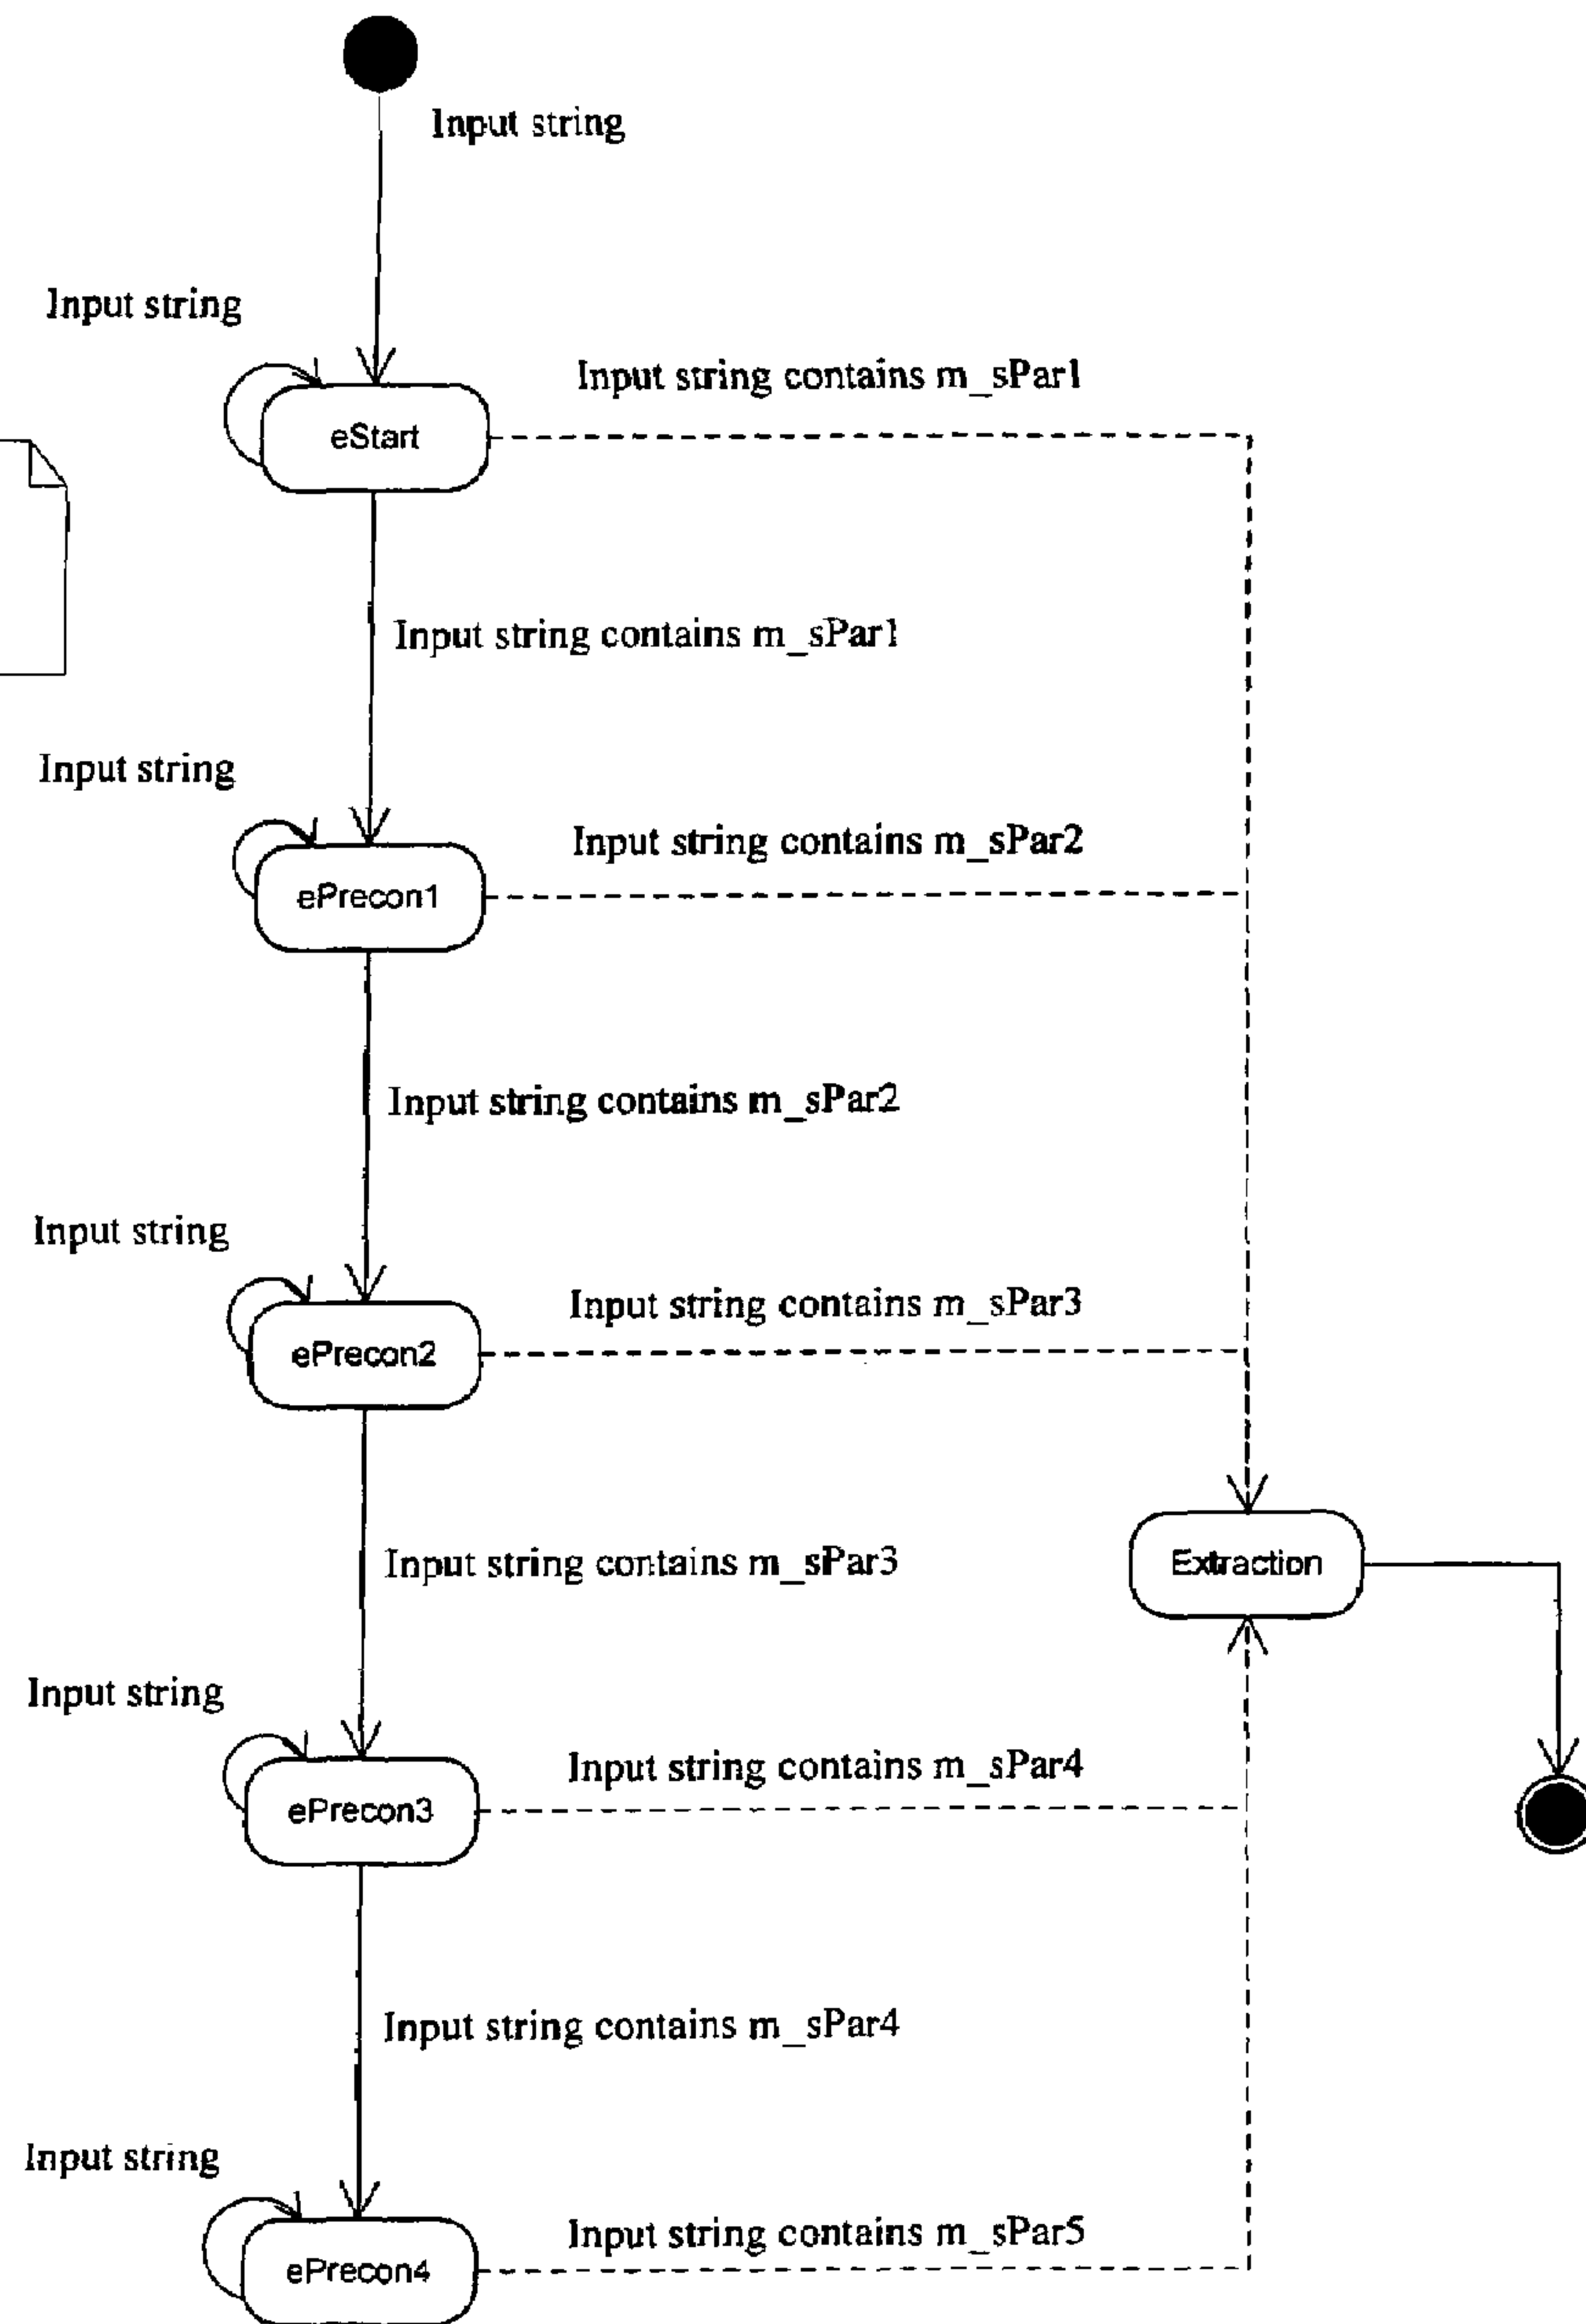 Input string
Input string
Input string contains m_sPar1
eStart
Input string contains m_sPar1
Input string
Input string contains m_sPar2
ePrecon1
Input string contains m_sPar2
Input string
Input string contains m_sPar3
ePrecon2
Input string contains m_sPar3
Extraction
Input string
Input string contains m_sPar4
ePrecon3
Input string contains m_sPar4
Input string
Input string contains m_sPar5
ePrecon4